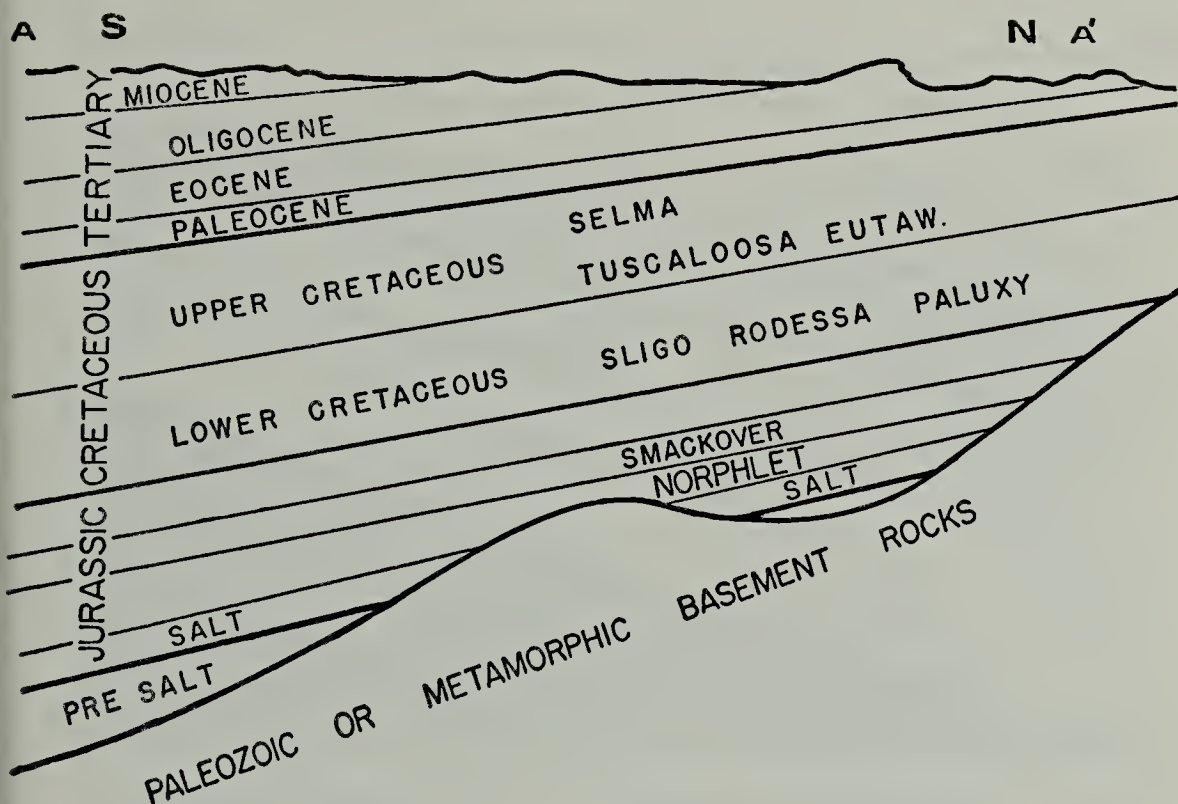 A S N A'
TERTIARY
MIOCENE
OLIGOCENE
EOCENE
PALEOCENE
CRETACEOUS
SELMA
UPPER CRETACEOUS TUSCALOOSA EUTAW.
LOWER CRETACEOUS SLIGO RODESSA PALUXY
JURASSIC
SMACKOVER
NORPHLET
SALT
SALT
PRE SALT
PALEOZOIC OR METAMORPHIC BASEMENT ROCKS